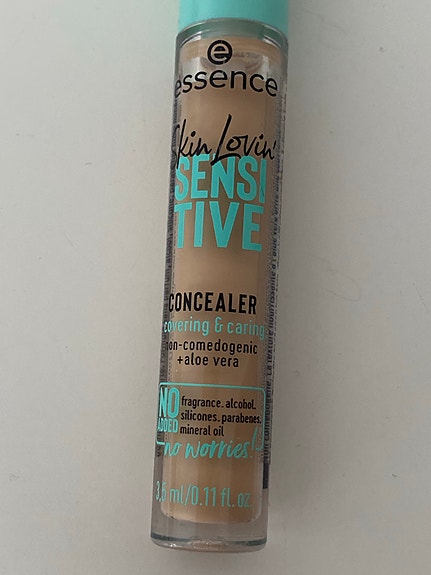 essence
Skin Lovin'
SENSI
TIVE
CONCEALER
covering & caring
non-comedogenic
+aloe vera
NO
ADDED
fragrance, alcohol,
silicones, parabenes,
mineral oil
no worries!
3,5 ml/0.11 fl. oz.